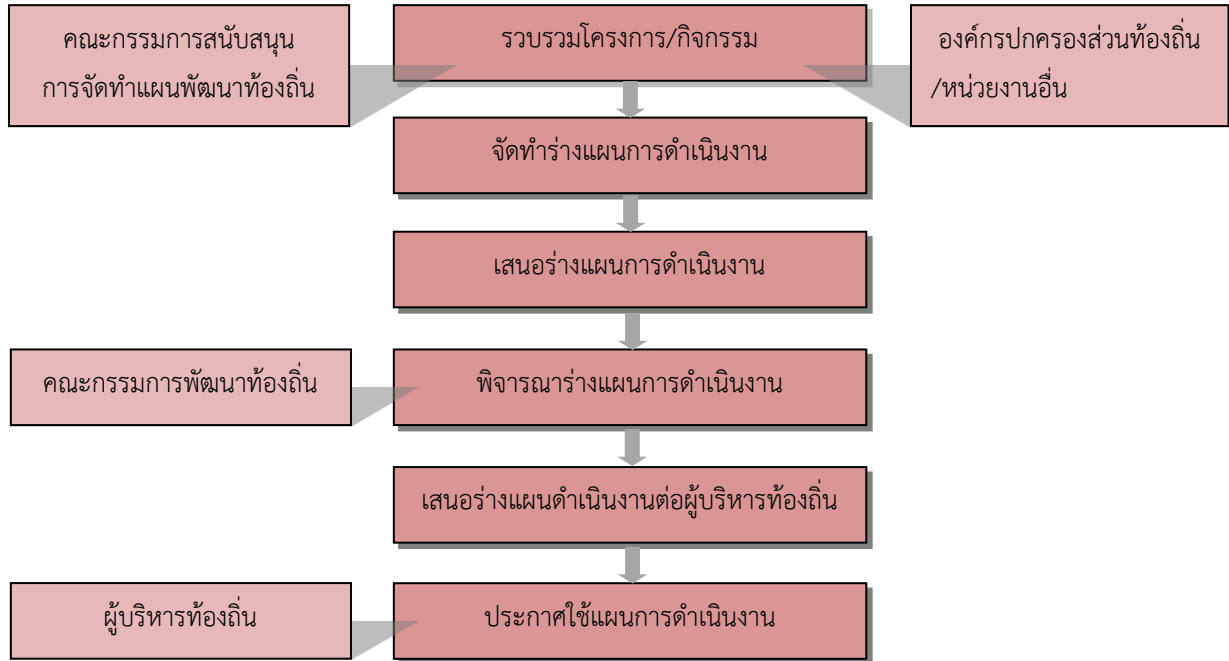 คณะกรรมการสนับสนุน
การจัดทำแผนพัฒนาท้องถิ่น
รวบรวมโครงการ/กิจกรรม
องค์กรปกครองส่วนท้องถิ่น
/หน่วยงานอื่น
จัดทำร่างแผนการดำเนินงาน
เสนอร่างแผนการดำเนินงาน
คณะกรรมการพัฒนาท้องถิ่น
พิจารณาร่างแผนการดำเนินงาน
เสนอร่างแผนดำเนินงานต่อผู้บริหารท้องถิ่น
ผู้บริหารท้องถิ่น
ประกาศใช้แผนการดำเนินงาน